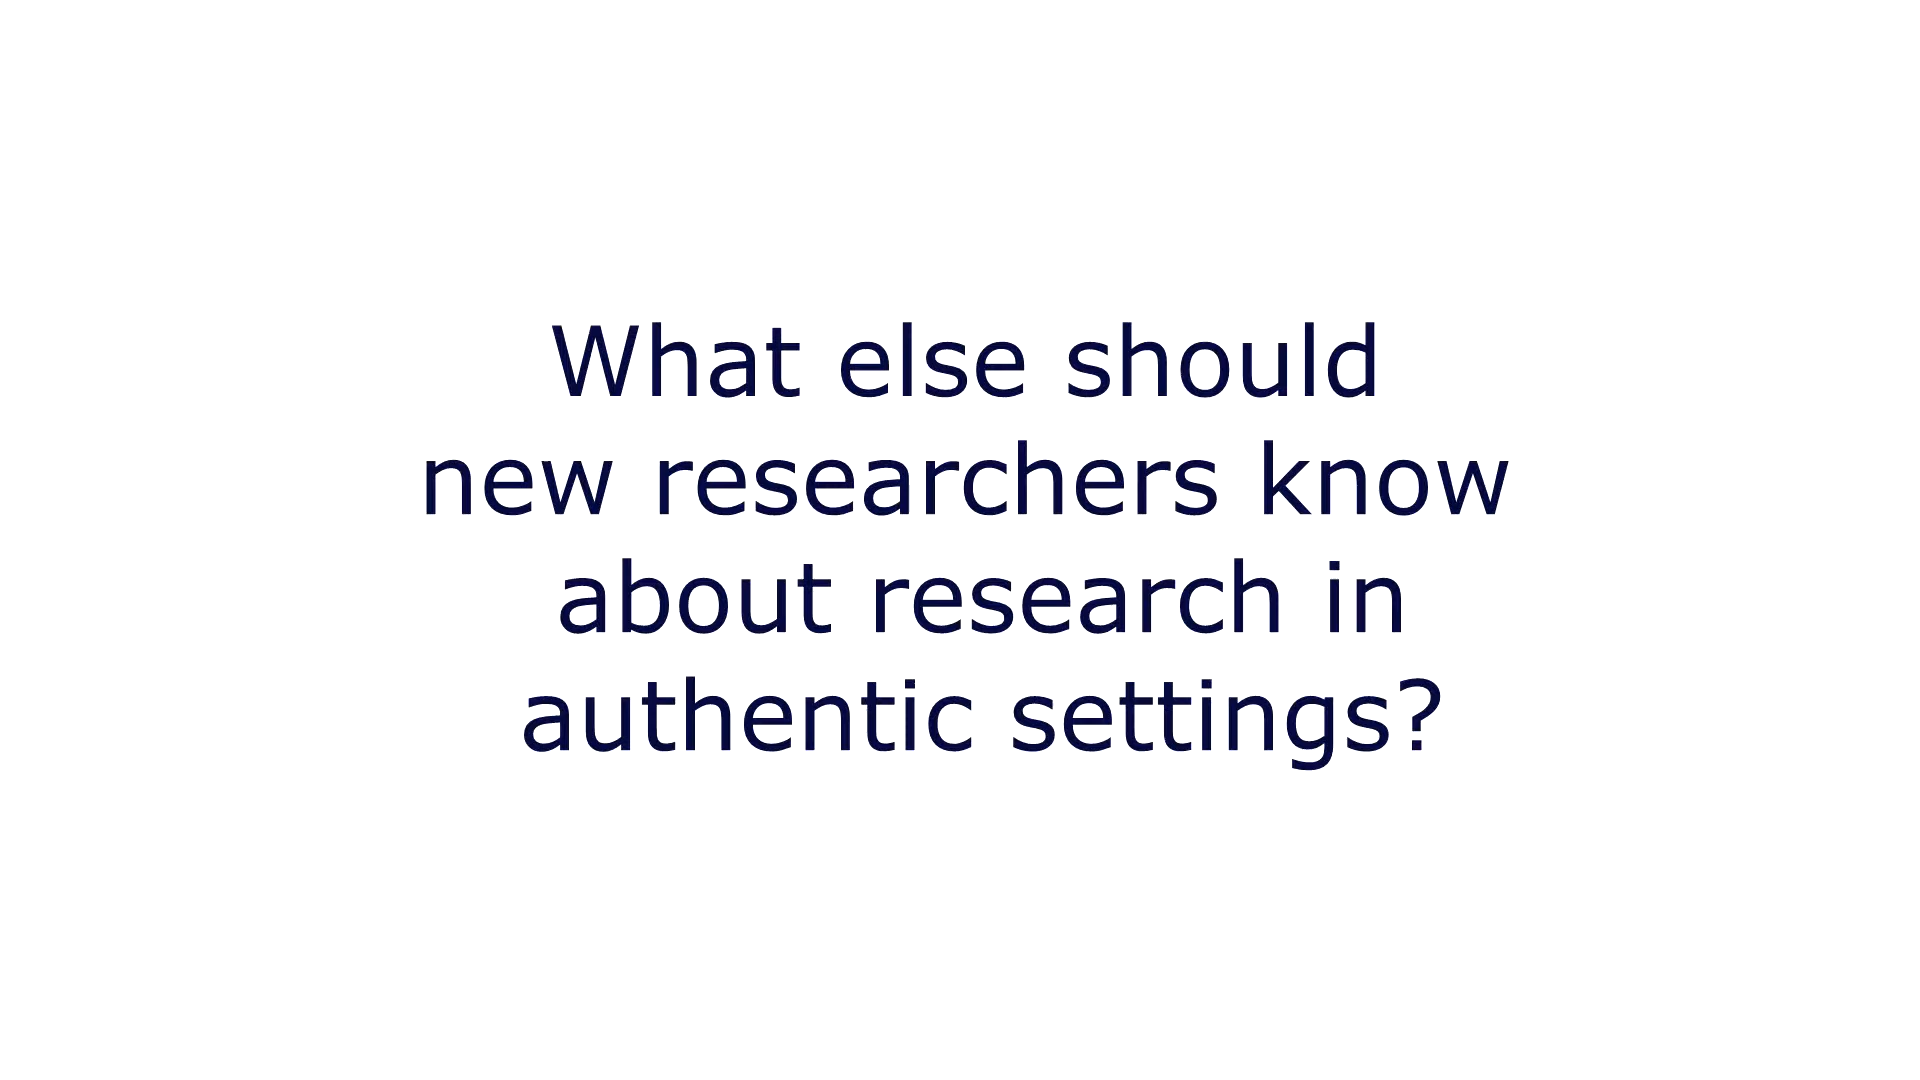 What else should
new researchers know
about research in
authentic settings?